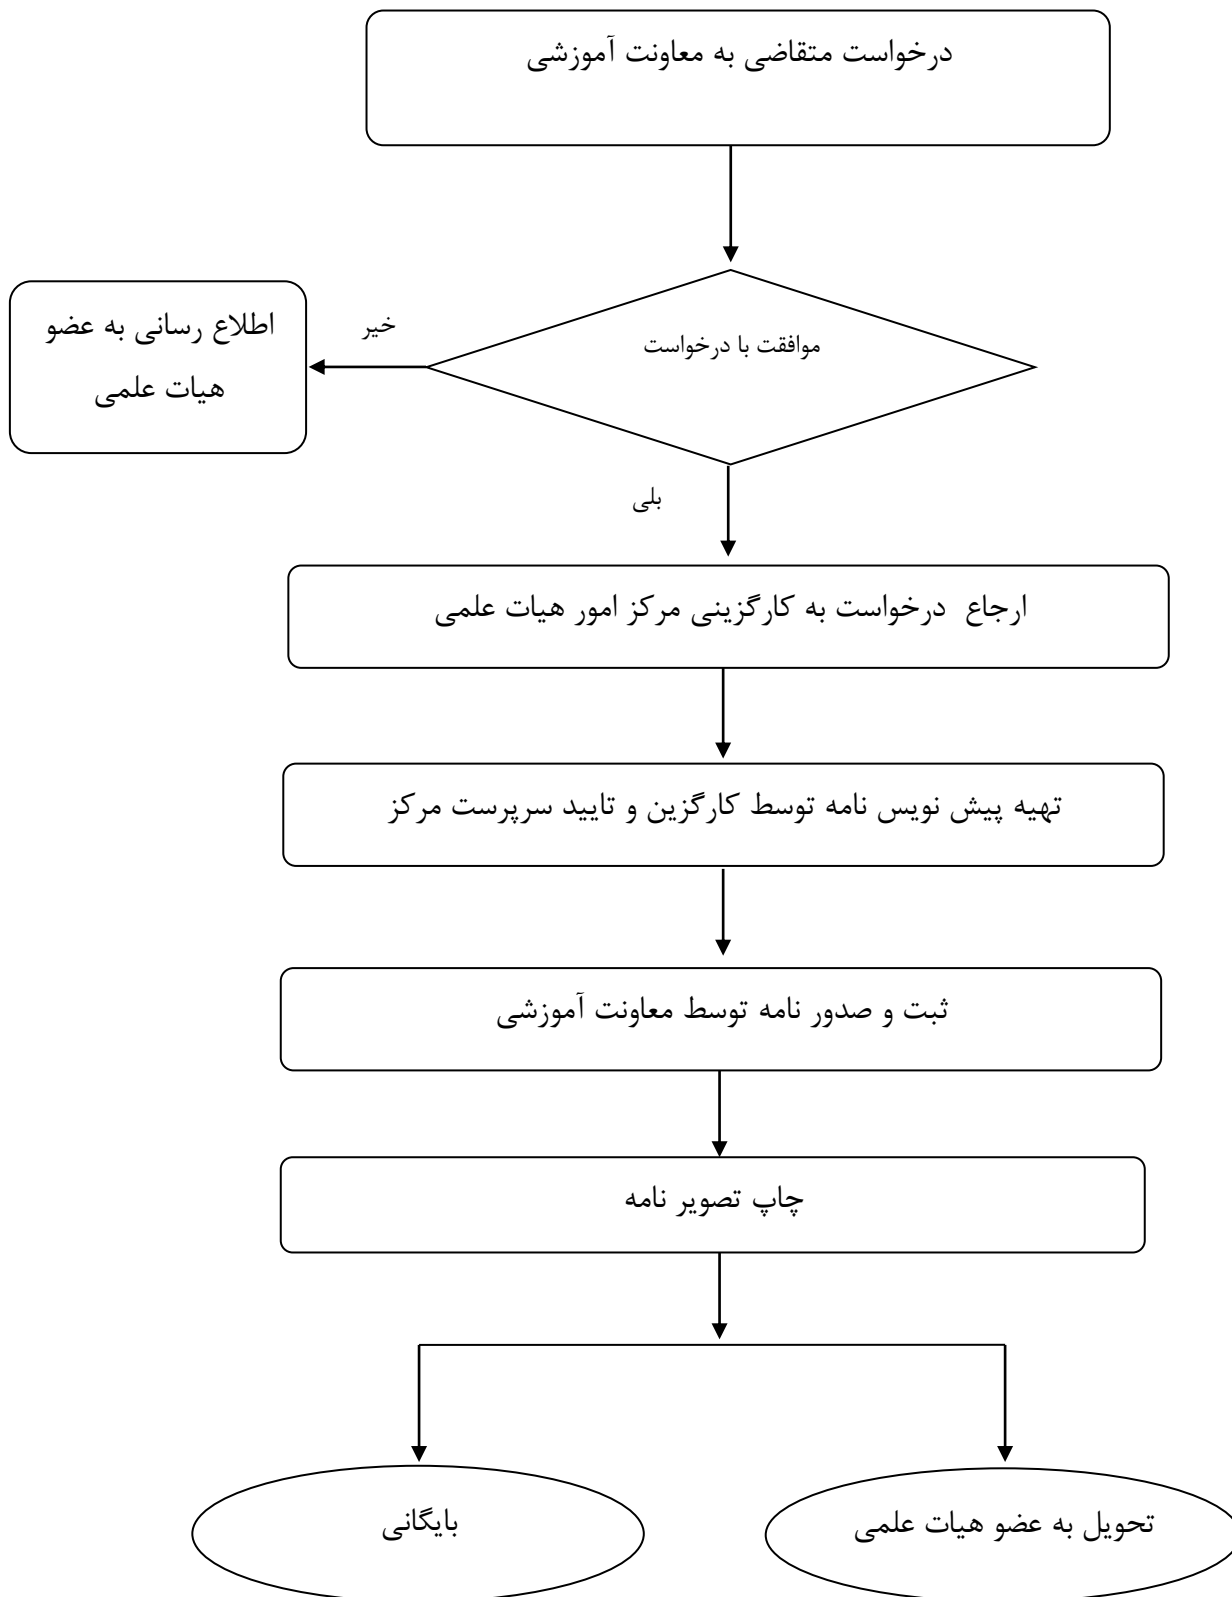 درخواست متقاضی به معاونت آموزشی
موافقت با درخواست
خیر
اطلاع رسانی به عضو
هیات علمی
بلی
ارجاع  درخواست به کارگزینی مرکز امور هیات علمی
تهیه پیش نویس نامه توسط کارگزین و تایید سرپرست مرکز
ثبت و صدور نامه توسط معاونت آموزشی
چاپ تصویر نامه
تحویل به عضو هیات علمی
بایگانی